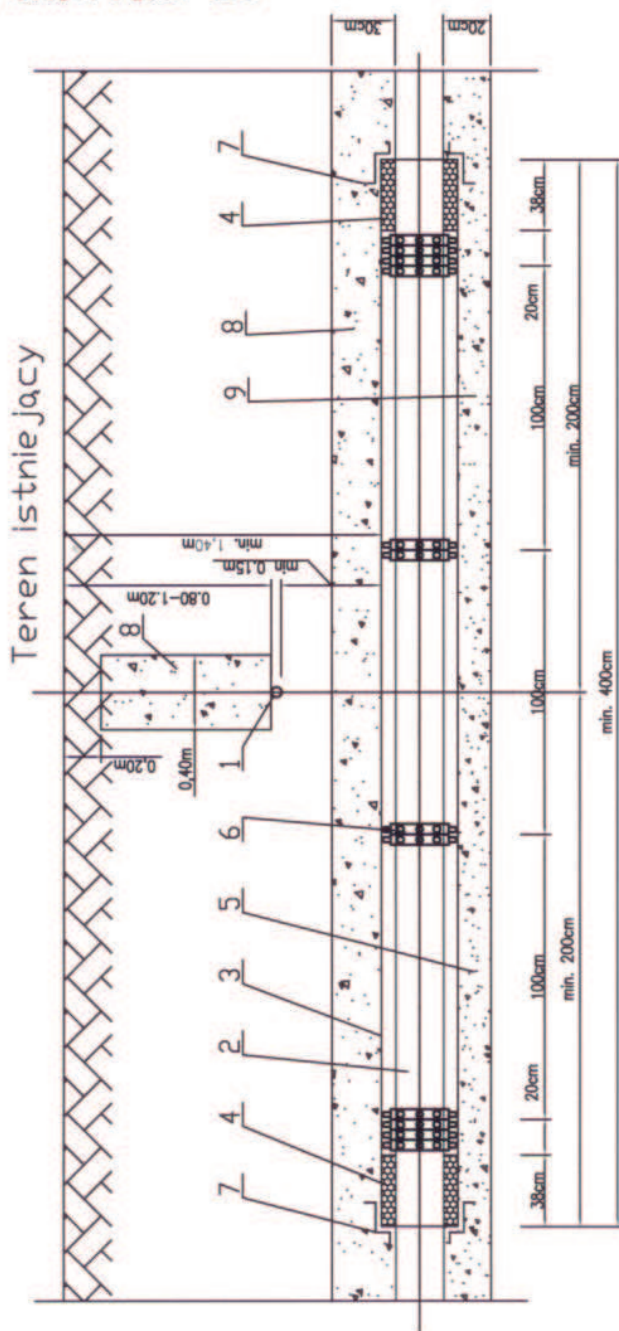 Teren istniejący
0,20m
0,40m
8
1
0.80-1.20m
min 0.15m
min. 1,40m
7
4
2
3
5
6
9
8
4
7
30cm
20cm
38cm
20cm
100cm
100cm
100cm
20cm
38cm
min. 200cm
min. 200cm
min. 400cm